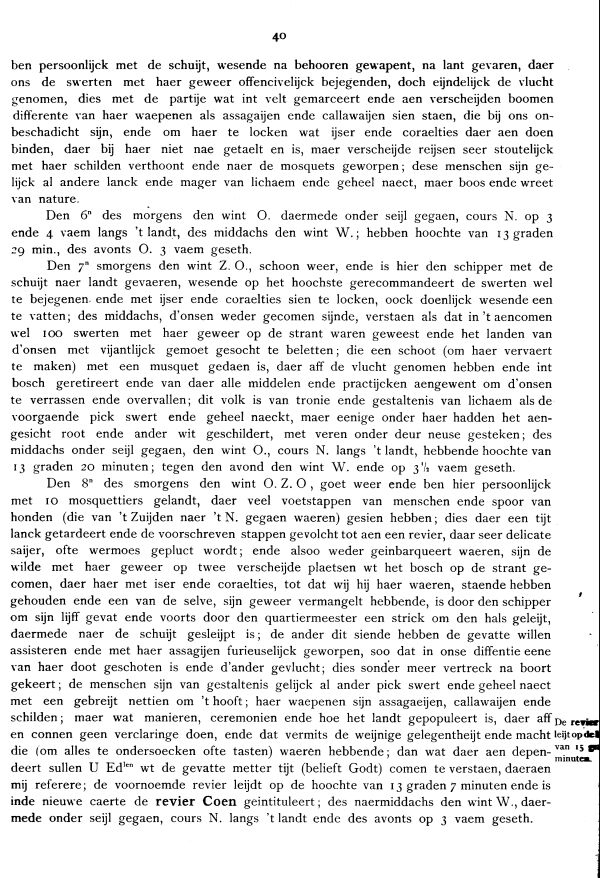 40
ben persoonlijck met de schuijt, wesende na behooren gewapent, na lant gevaren, daer
ons de swerten met haer geweer offencivelijck bejegenden, doch eijndelijck de vlucht
genomen, dies met de partije wat int velt gemarceert ende aen verscheijden boomen
differente van haer waepenen als assagaijen ende callawaijen sien staen, die bij ons on-
beschadicht sijn, ende om haer te locken wat ijser ende coraelties daer aen doen
binden, daer bij haer niet nae getaelt en is, maer verscheijde reijsen seer stoutelijck
met haer schilden verthoont ende naer de mosquets geworpen; dese menschen sijn ge-
lijck al andere lanck ende mager van lichaem ende geheel naect, maer boos ende wreet
van nature.
Den 6n des morgens den wint O. daermede onder seijl gegaen, cours N. op 3
ende 4 vaem langs 't landt, des middachs den wint W.; hebben hoochte van 13 graden
29 min., des avonts O. 3 vaem geseth.
Den 7n smorgens den wint Z.O., schoon weer, ende is hier den schipper met de
schuijt naer landt gevaeren, wesende op het hoochste gerecommandeert de swerten wel
te bejegenen. ende met ijser ende coraelties sien te locken, oock doenlijck wesende een
te vatten; des middachs, d'onsen weder gecomen sijnde, verstaen als dat in 't aencomen
wel 100 swerten met haer geweer op de strant waren geweest ende het landen van
d'onsen met vijantlijck gemoet gesocht te beletten; die een schoot (om haer vervaert
te maken) met een musquet gedaen is, daer aff de vlucht genomen hebben ende int
bosch geretireert ende van daer alle middelen ende practijcken aengewent om d'onsen
te verrassen ende overvallen; dit volk is van tronie ende gestaltenis van lichaem als de
voorgaende pick swert ende geheel naeckt, maer eenige onder haer hadden het aen-
gesicht root ende ander wit geschildert, met veren onder deur neuse gesteken; des
middachs onder seijl gegaen, den wint O., cours N. langs 't landt, hebbende hoochte van
13 graden 20 minuten; tegen den avond den wint W. ende op 3½ vaem geseth.
Den 8n des smorgens den wint O.Z.O, goet weer ende ben hier persoonlijck
met 10 mosquettiers gelandt, daer veel voetstappen van menschen ende spoor van
honden (die van 't Zuijden naer 't N. gegaen waeren) gesien hebben; dies daer een tijt
lanck getardeert ende de voorschreven stappen gevolcht tot aen een revier, daar seer delicate
saijer, ofte wermoes gepluct wordt; ende alsoo weder geinbarqueert waeren, sijn de
wilde met haer geweer op twee verscheijde plaetsen wt het bosch op de strant ge-
comen, daer haer met iser ende coraelties, tot dat wij hij haer waeren, staende hebben
gehouden ende een van de selve, sijn geweer vermangelt hebbende, is door den schipper
om sijn lijff gevat ende voorts door den quartiermeester een strick om den hals geleijt,
daermede naer de schuijt gesleijpt is; de ander dit siende hebben de gevatte willen
assisteren ende met haer assagijen furieuselijck geworpen, soo dat in onse diffentie eene
van haer doot geschoten is ende d'ander gevlucht; dies sonder meer vertreck na boort
gekeert; de menschen sijn van gestaltenis gelijck al ander pick swert ende geheel naect
met een gebreijt nettien om 't hooft; haer waepenen sijn assagaeijen, callawaijen ende
schilden; maer wat manieren, ceremonien ende hoe het landt gepopuleert is, daer aff
en connen geen verclaringe doen, ende dat vermits de weijnige gelegentheijt ende macht
die (om alles te ondersoecken ofte tasten) waeren hebbende; dan wat daer aen depen-
deert sullen U Edlen wt de gevatte metter tijt (belieft Godt) comen te verstaen, daeraen
mij referere; de voornoemde revier leijdt op de hoochte van 13 graden 7 minuten ende is
inde nieuwe caerte de revier Coen geintituleert; des naermiddachs den wint W., daer-
mede onder seijl gegaen, cours N. langs 't landt ende des avonts op 3 vaem geseth.
De revier
leijt op de
van 15
minuten.